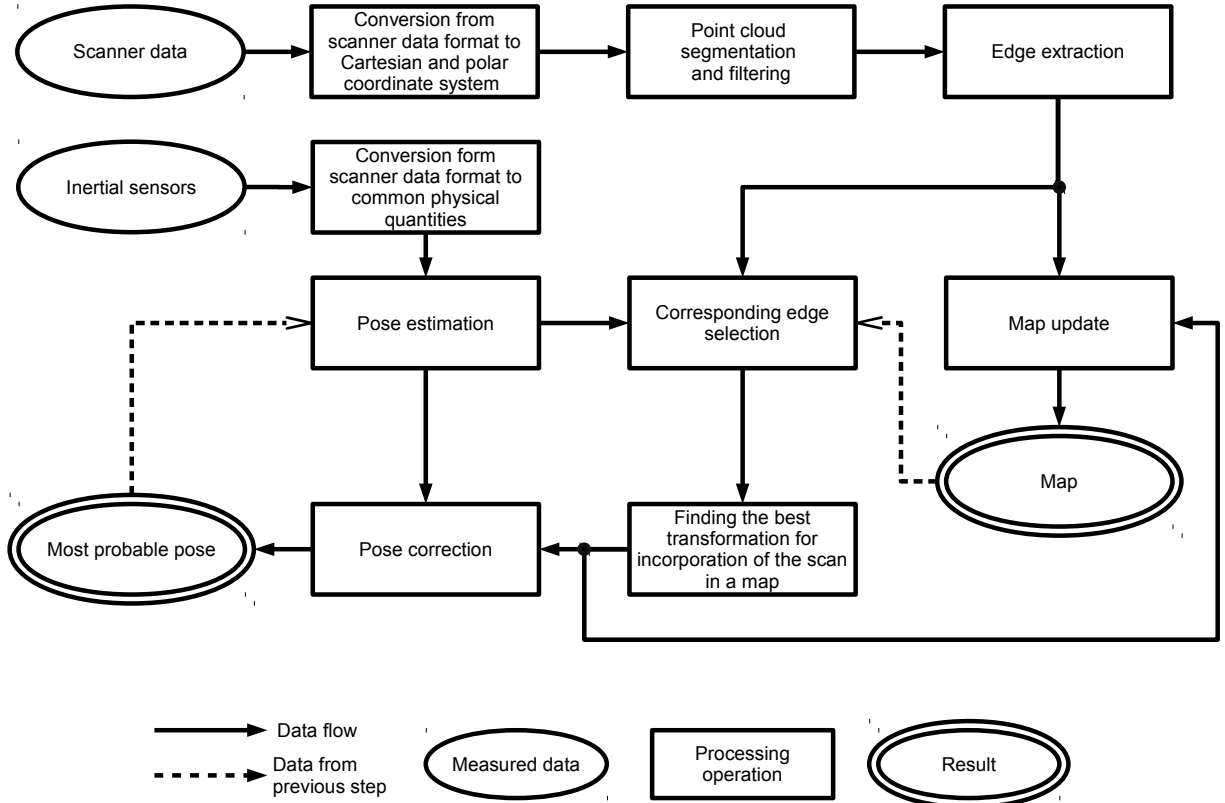 Scanner data
Conversion from
scanner data format to
Cartesian and polar
coordinate system
Point cloud
segmentation
and filtering
Edge extraction
Inertial sensors
Conversion form
scanner data format to
common physical
quantities
Pose estimation
Corresponding edge
selection
Map update
Map
Most probable pose
Pose correction
Finding the best
transformation for
incorporation of the scan
in a map
Data flow
Data from
previous step
Measured data
Processing
operation
Result